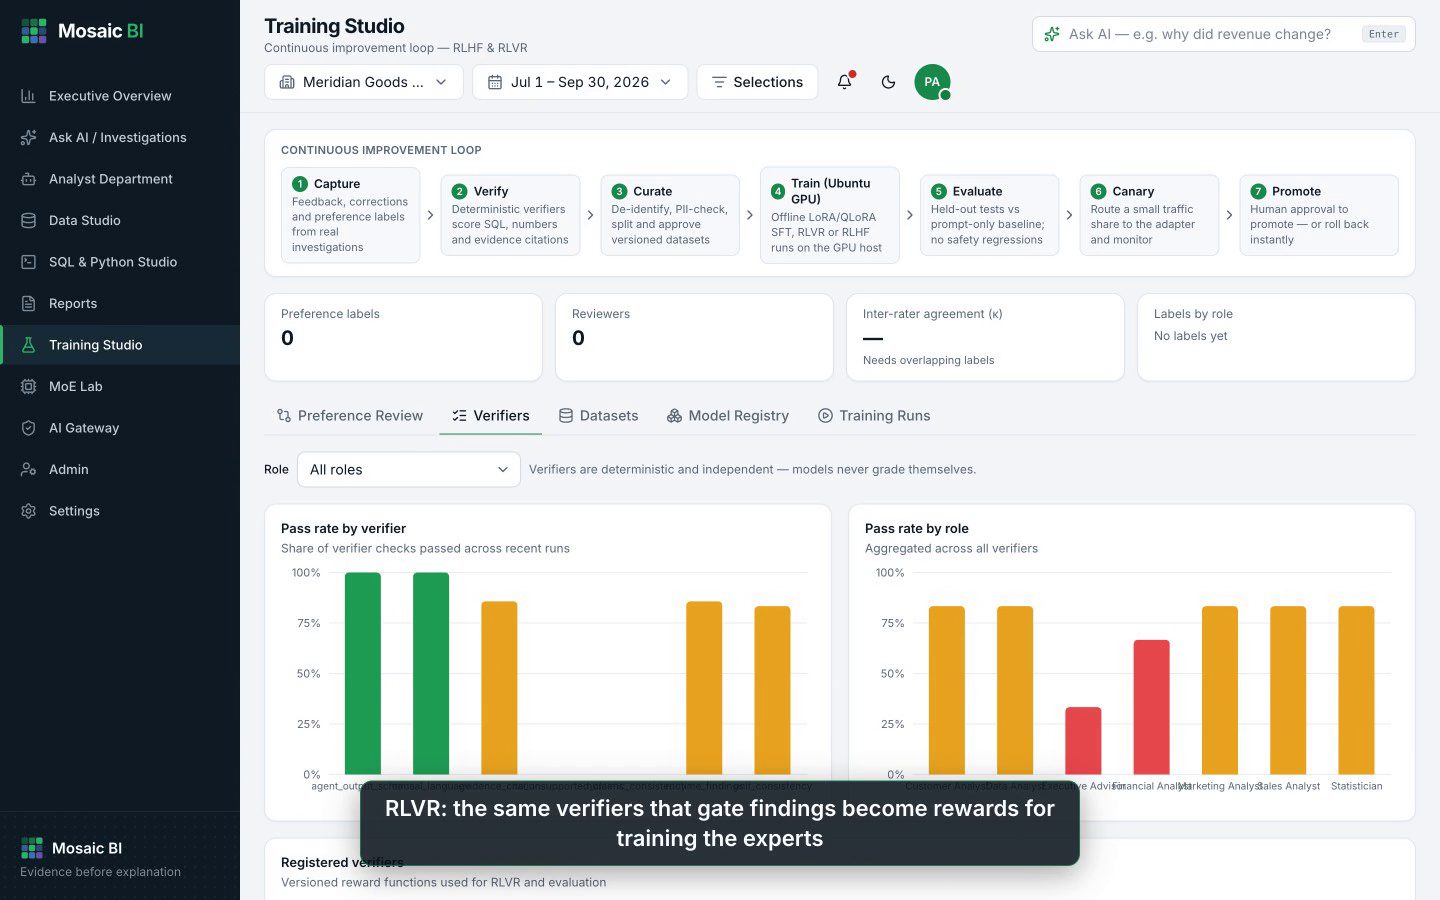 Mosaic BI
Executive Overview
Ask AI / Investigations
Analyst Department
Data Studio
SQL & Python Studio
Reports
Training Studio
MoE Lab
AI Gateway
Admin
Settings
Mosaic BI
Evidence before explanation
Training Studio
Continuous improvement loop — RLHF & RLVR
Ask AI — e.g. why did revenue change?
Enter
Meridian Goods ...
Jul 1 – Sep 30, 2026
Selections
PA
CONTINUOUS IMPROVEMENT LOOP
1 Capture
Feedback, corrections
and preference labels
from real
investigations
2 Verify
Deterministic verifiers
score SQL, numbers
and evidence citations
3 Curate
De-identify, PII-check,
split and approve
versioned datasets
4 Train (Ubuntu
GPU)
Offline LoRA/QLoRA
SFT, RLVR or RLHF
runs on the GPU host
5 Evaluate
Held-out tests vs
prompt-only baseline;
no safety regressions
6 Canary
Route a small traffic
share to the adapter
and monitor
7 Promote
Human approval to
promote — or roll back
instantly
Preference labels
0
Reviewers
0
Inter-rater agreement (κ)
—
Needs overlapping labels
Labels by role
No labels yet
Preference Review
Verifiers
Datasets
Model Registry
Training Runs
Role
All roles
Verifiers are deterministic and independent — models never grade themselves.
Pass rate by verifier
Share of verifier checks passed across recent runs
100%
75%
50%
25%
0%
Pass rate by role
Aggregated across all verifiers
100%
75%
50%
25%
0%
Customer Analyst
Data Analyst
Executive Advisor
Financial Analyst
Marketing Analyst
Sales Analyst
Statistician
RLVR: the same verifiers that gate findings become rewards for
training the experts
Registered verifiers
Versioned reward functions used for RLVR and evaluation